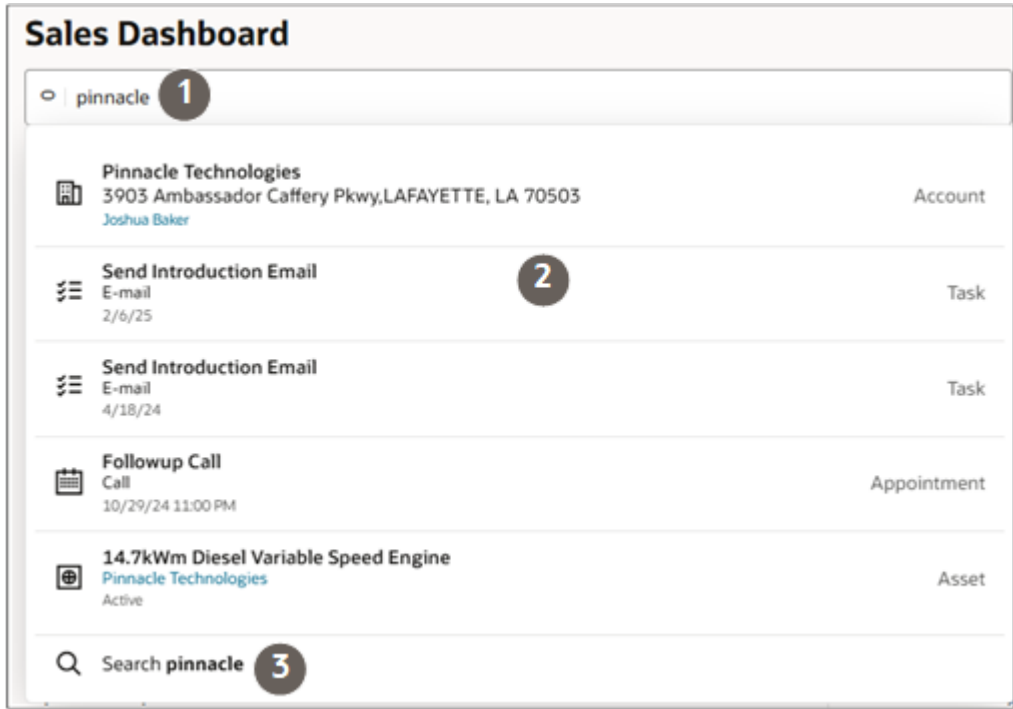 Sales Dashboard
pinnacle 1
Pinnacle Technologies
3903 Ambassador Caffery Pkwy,LAFAYETTE, LA 70503
Account
Joshua Baker
Send Introduction Email
2
E-mail
Task
2/6/25
Send Introduction Email
E-mail
Task
4/18/24
Followup Call
Call
Appointment
10/29/24 11:00 PM
14.7kWm Diesel Variable Speed Engine
Pinnacle Technologies
Asset
Active
Search pinnacle 3